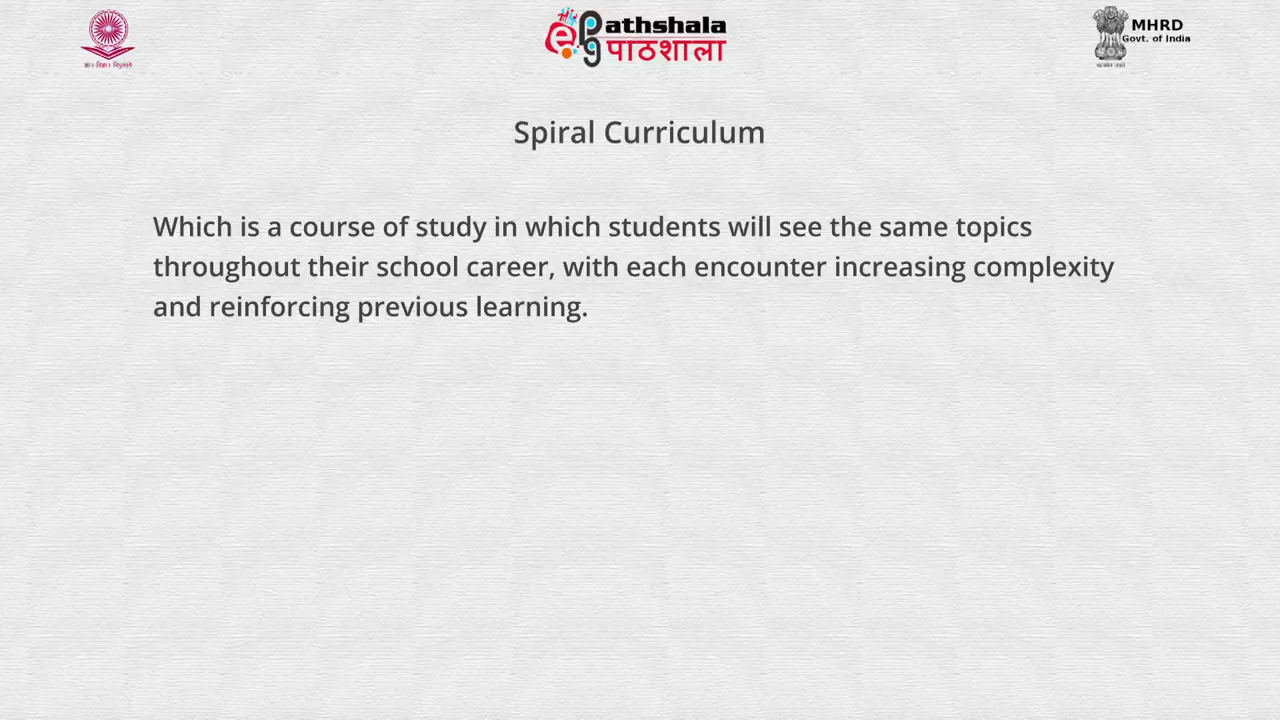 ePathshala
पाठशाला
MHRD
Govt. of India
Spiral Curriculum
Which is a course of study in which students will see the same topics
throughout their school career, with each encounter increasing complexity
and reinforcing previous learning.